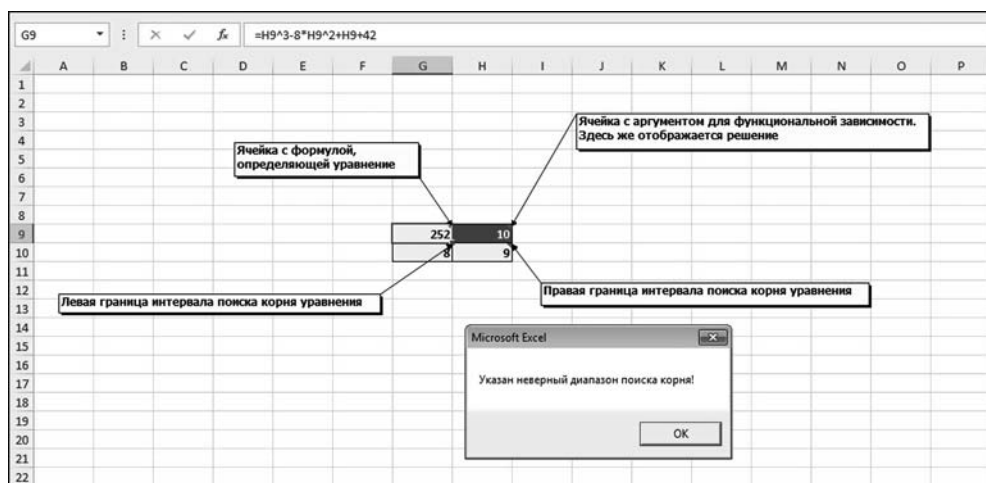 G9
fx
=H9^3-8*H9^2+H9+42
A B C D E F G H I J K L M N O P
1
2
3
Ячейка с аргументом для функциональной зависимости.
Здесь же отображается решение
4
Ячейка с формулой,
определяющей уравнение
5
6
7
8
9 252 10
10 8 9
11
12
Левая граница интервала поиска корня уравнения
Правая граница интервала поиска корня уравнения
13
14
Microsoft Excel
15
16
17
Указан неверный диапазон поиска корня!
18
19
20
OK
21
22